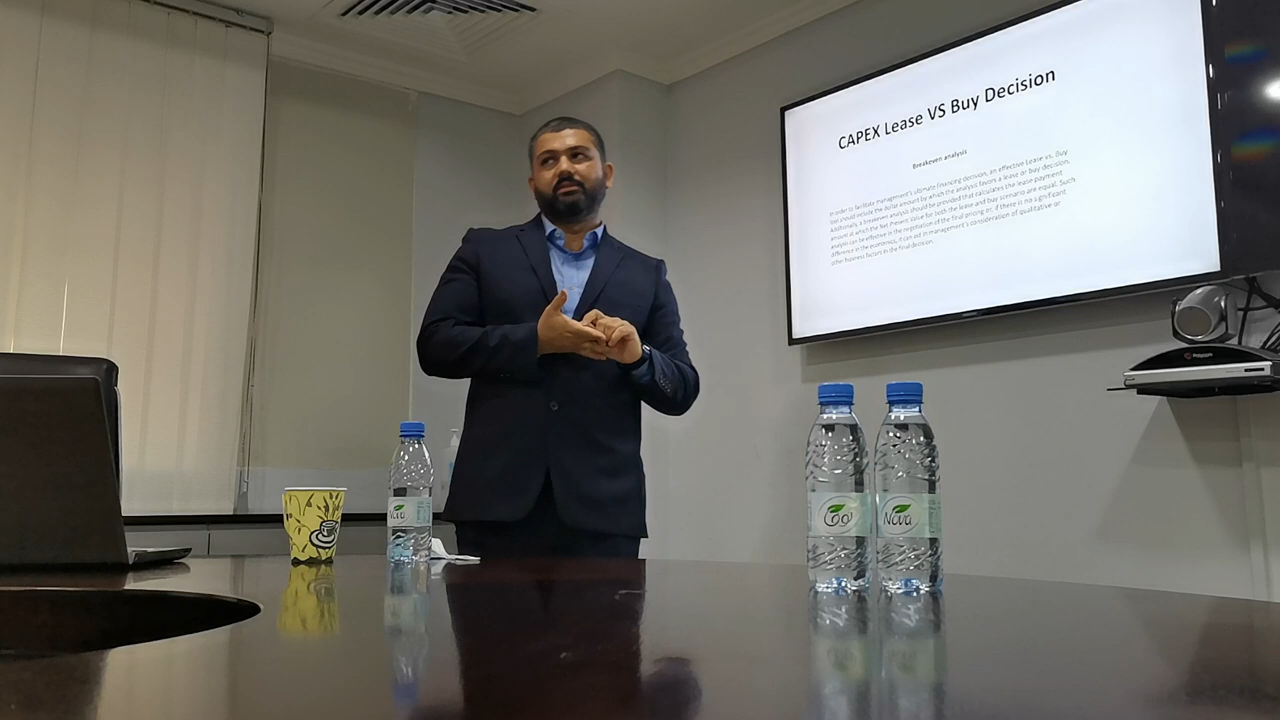 CAPEX Lease VS Buy Decision
Breakeven analysis
In order to facilitate management's ultimate financing decision, an effective Lease vs. Buy
tool should include the dollar amount by which the analysis favors a lease or buy decision.
Additionally, a breakeven analysis should be provided that calculates the lease payment
amount at which the Net Present Value for both the lease and buy scenario are equal. Such
analysis can be effective in the negotiation of the final pricing or, if there is no significant
difference in the economics, it can aid in management's consideration of qualitative or
other business factors in the final decision.
Polycom
Nova
Nova